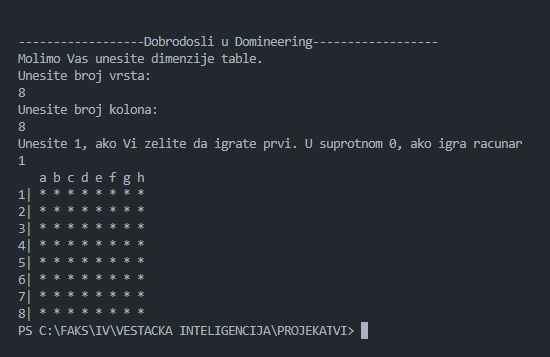 ------------------Dobrodosli u Domineering------------------
Molimo Vas unesite dimenzije table.
Unesite broj vrsta:
8
Unesite broj kolona:
8
Unesite 1, ako Vi zelite da igrate prvi. U suprotnom 0, ako igra racunar
1
   a b c d e f g h
1| * * * * * * * *
2| * * * * * * * *
3| * * * * * * * *
4| * * * * * * * *
5| * * * * * * * *
6| * * * * * * * *
7| * * * * * * * *
8| * * * * * * * *
PS C:\FAKS\IV\VESTACKA INTELIGENCIJA\PROJEKATVI>